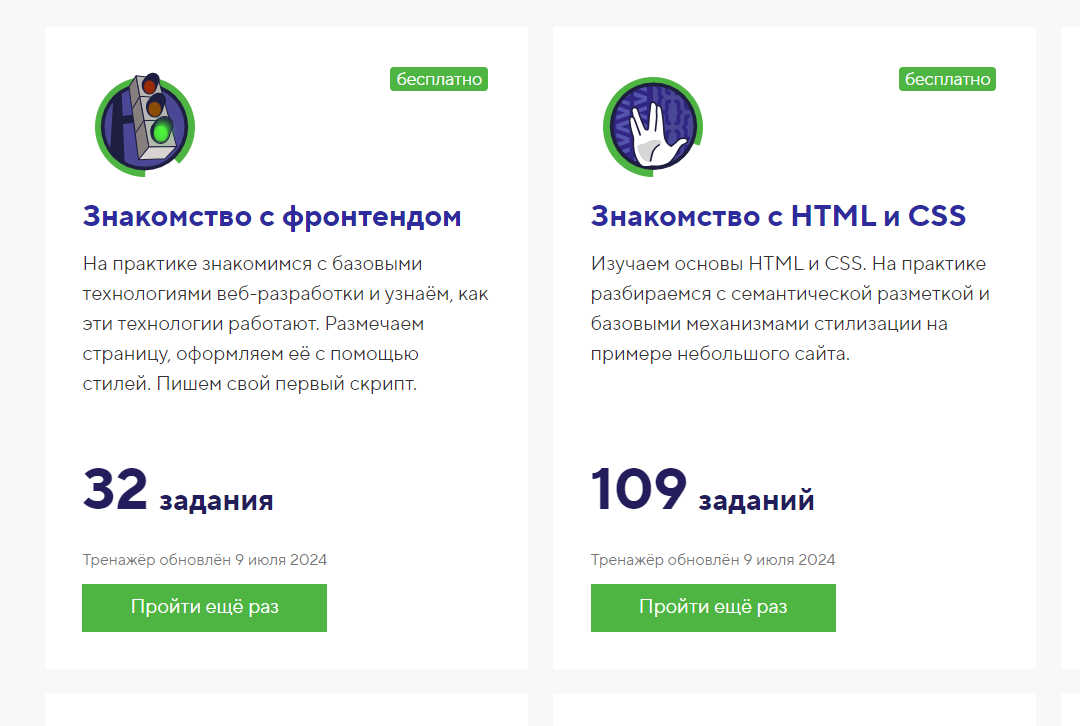 бесплатно
Знакомство с фронтендом
На практике знакомимся с базовыми
технологиями веб-разработки и узнаём, как
эти технологии работают. Размечаем
страницу, оформляем её с помощью
стилей. Пишем свой первый скрипт.
32 задания
Тренажёр обновлён 9 июля 2024
Пройти ещё раз
бесплатно
Знакомство с HTML и CSS
Изучаем основы HTML и CSS. На практике
разбираемся с семантической разметкой и
базовыми механизмами стилизации на
примере небольшого сайта.
109 заданий
Тренажёр обновлён 9 июля 2024
Пройти ещё раз